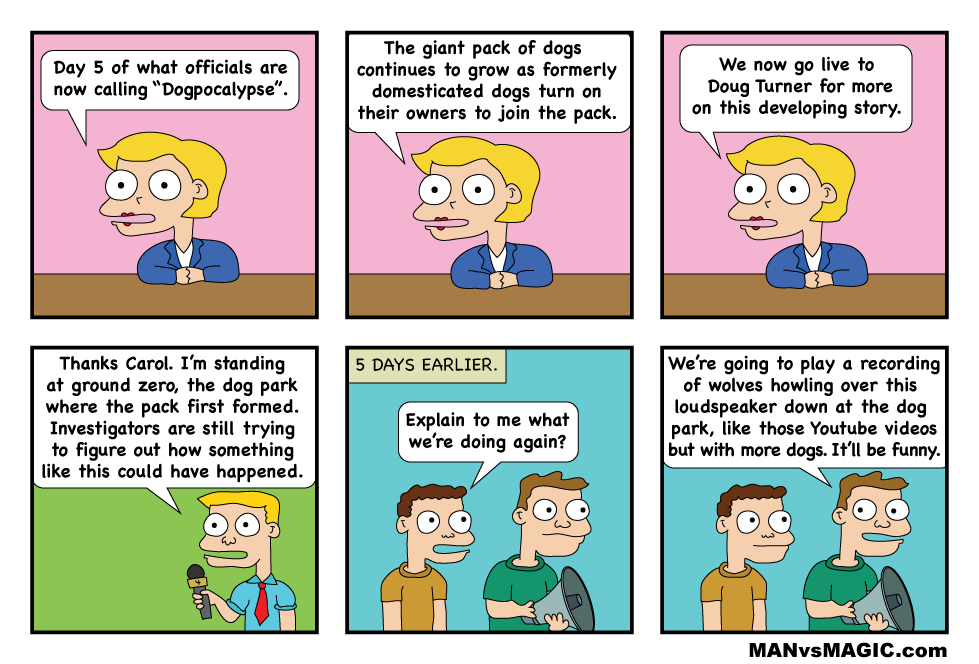 Day 5 of what officials are
now calling "Dogpocalypse".
The giant pack of dogs
continues to grow as formerly
domesticated dogs turn on
their owners to join the pack.
We now go live to
Doug Turner for more
on this developing story.
Thanks Carol. I'm standing
at ground zero, the dog park
where the pack first formed.
Investigators are still trying
to figure out how something
like this could have happened.
4
5 DAYS EARLIER.
Explain to me what
we're doing again?
We're going to play a recording
of wolves howling over this
loudspeaker down at the dog
park, like those Youtube videos
but with more dogs. It'll be funny.
MANvsMAGIC.com